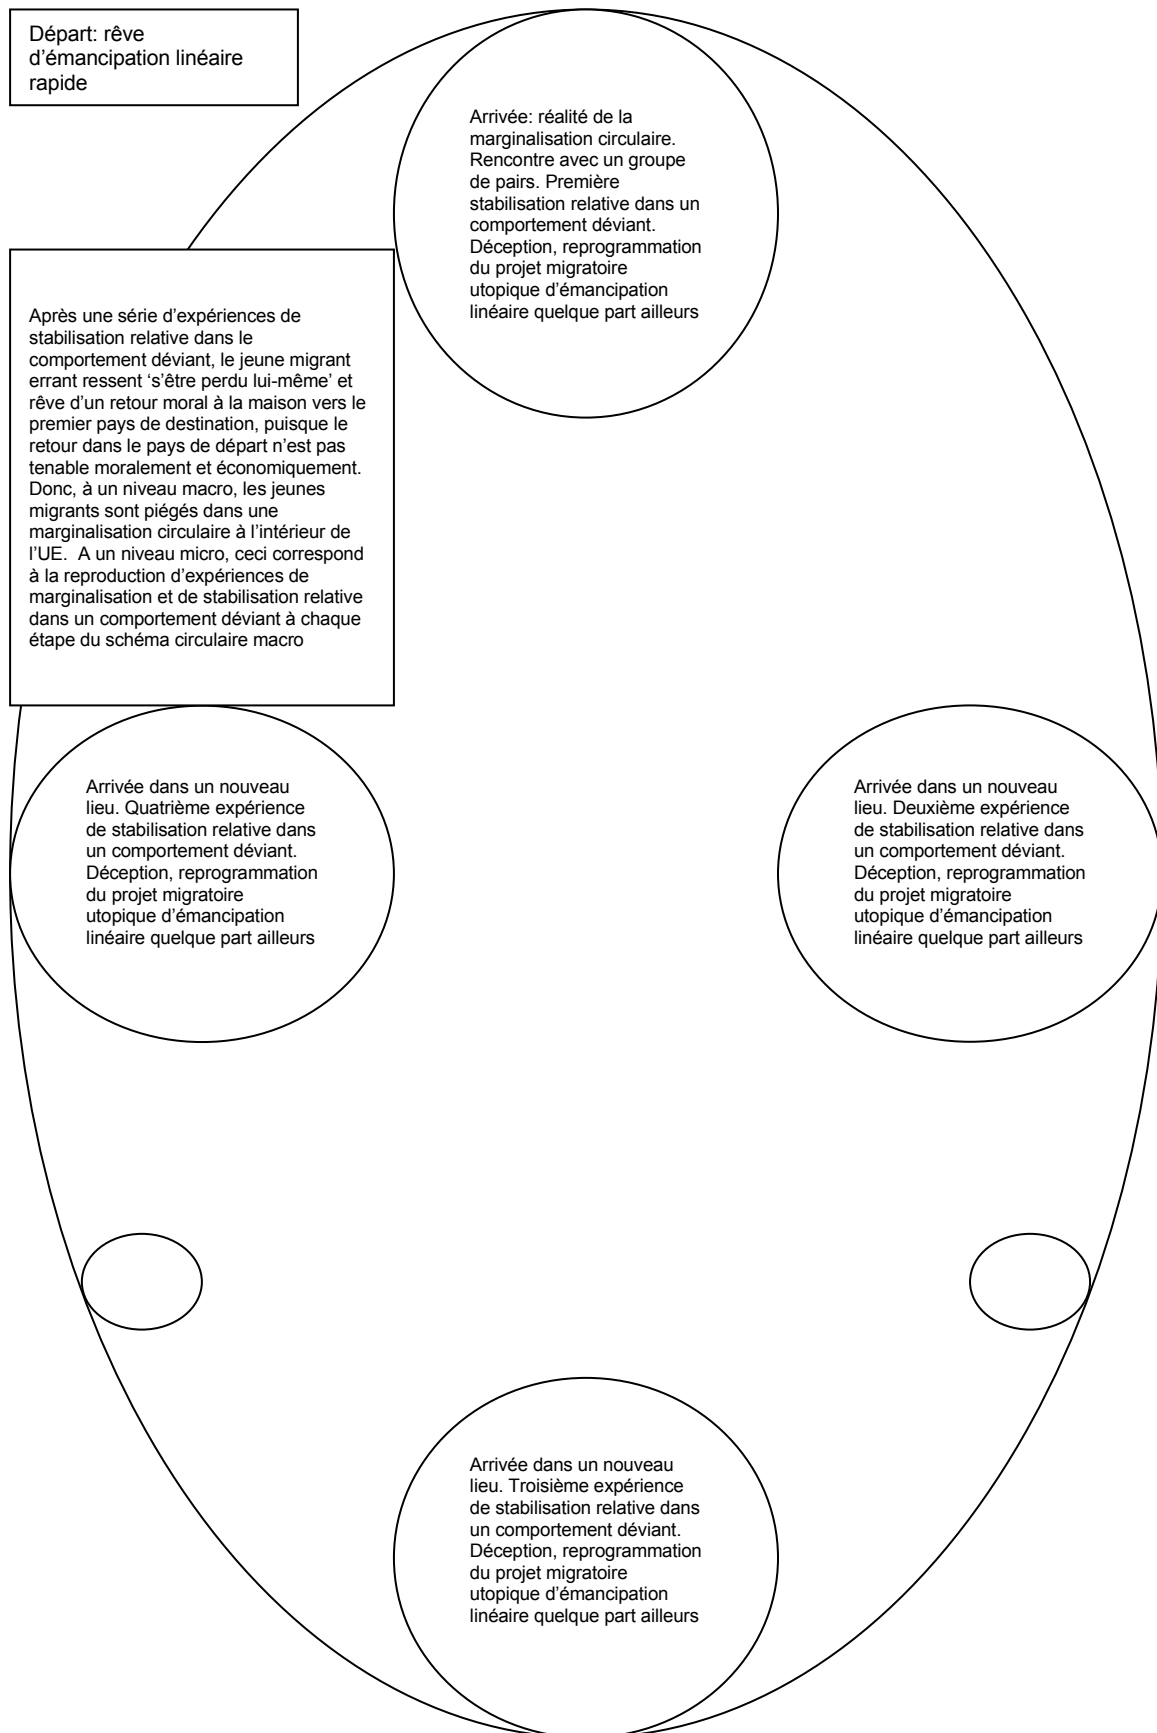 Départ: rêve
d’émancipation linéaire
rapide
Arrivée: réalité de la
marginalisation circulaire.
Rencontre avec un groupe
de pairs. Première
stabilisation relative dans un
comportement déviant.
Déception, reprogrammation
du projet migratoire
utopique d’émancipation
linéaire quelque part ailleurs
Après une série d’expériences de
stabilisation relative dans le
comportement déviant, le jeune migrant
errant ressent ‘s’être perdu lui-même’ et
rêve d’un retour moral à la maison vers le
premier pays de destination, puisque le
retour dans le pays de départ n’est pas
tenable moralement et économiquement.
Donc, à un niveau macro, les jeunes
migrants sont piégés dans une
marginalisation circulaire à l’intérieur de
l’UE.  A un niveau micro, ceci correspond
à la reproduction d’expériences de
marginalisation et de stabilisation relative
dans un comportement déviant à chaque
étape du schéma circulaire macro
Arrivée dans un nouveau
lieu. Quatrième expérience
de stabilisation relative dans
un comportement déviant.
Déception, reprogrammation
du projet migratoire
utopique d’émancipation
linéaire quelque part ailleurs
Arrivée dans un nouveau
lieu. Deuxième expérience
de stabilisation relative dans
un comportement déviant.
Déception, reprogrammation
du projet migratoire
utopique d’émancipation
linéaire quelque part ailleurs
Arrivée dans un nouveau
lieu. Troisième expérience
de stabilisation relative dans
un comportement déviant.
Déception, reprogrammation
du projet migratoire
utopique d’émancipation
linéaire quelque part ailleurs